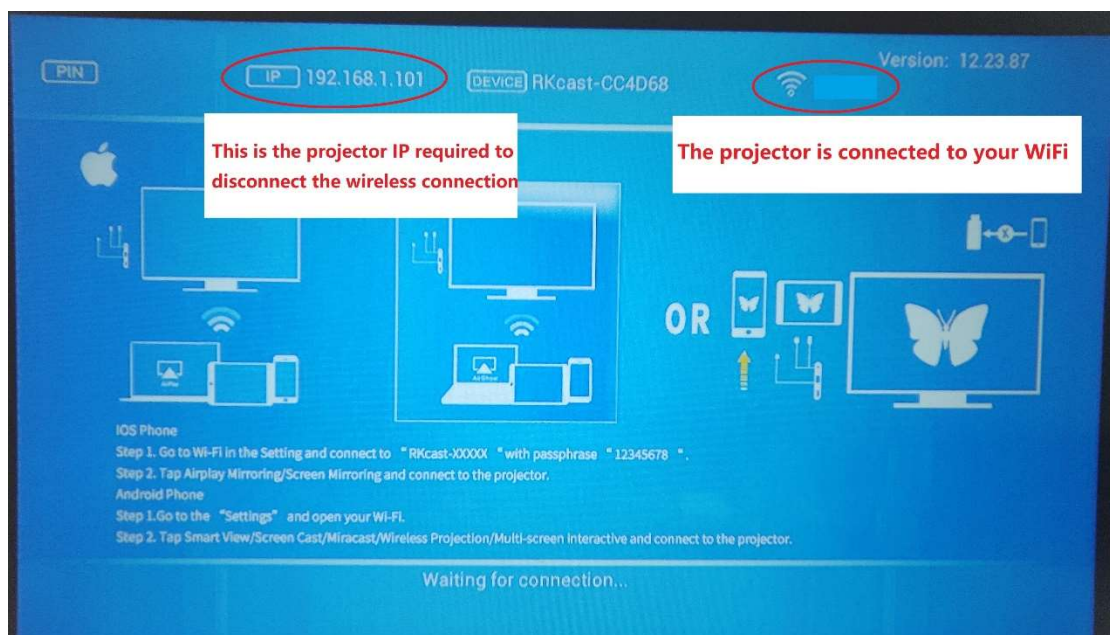 PIN
IP 192.168.1.101
DEVICE RKcast-CC4D68
Version: 12.23.87
This is the projector IP required to
disconnect the wireless connection
The projector is connected to your WiFi
X
OR
AirPlay
IOS Phone
Step 1. Go to Wi-Fi in the Setting and connect to “RKcast-XXXXX “with passphrase “12345678 “.
Step 2. Tap Airplay Mirroring/Screen Mirroring and connect to the projector.
Android Phone
Step 1.Go to the “Settings” and open your Wi-Fi.
Step 2. Tap Smart View/Screen Cast/Miracast/Wireless Projection/Multi-screen Interactive and connect to the projector.
Waiting for connection...